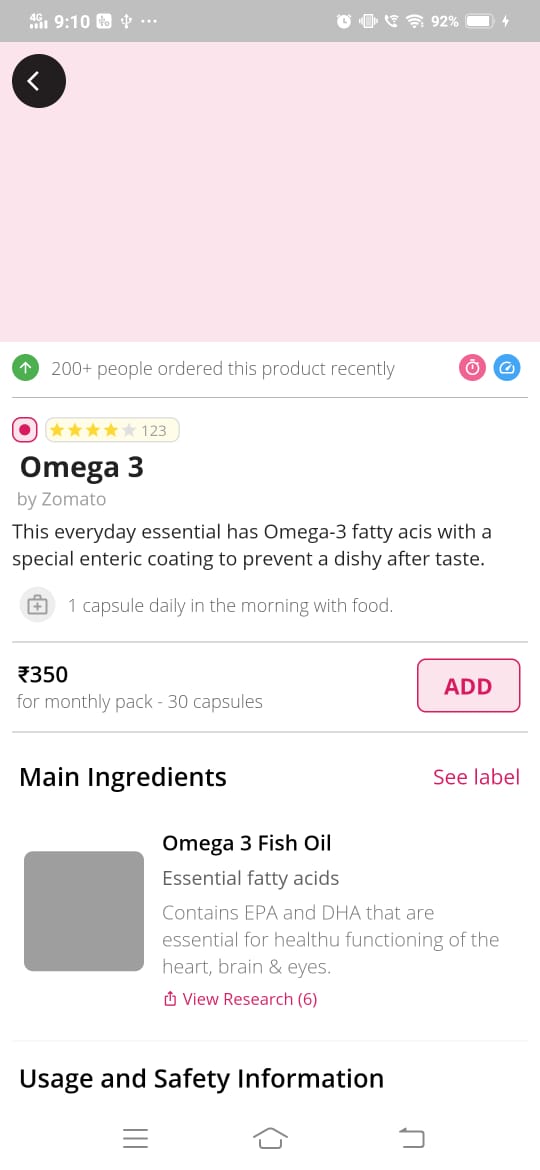 4G 9:10 ... 92%
200+ people ordered this product recently
123
Omega 3
by Zomato
This everyday essential has Omega-3 fatty acis with a
special enteric coating to prevent a dishy after taste.
1 capsule daily in the morning with food.
₹350
for monthly pack - 30 capsules
ADD
Main Ingredients
See label
Omega 3 Fish Oil
Essential fatty acids
Contains EPA and DHA that are
essential for healthu functioning of the
heart, brain & eyes.
View Research (6)
Usage and Safety Information